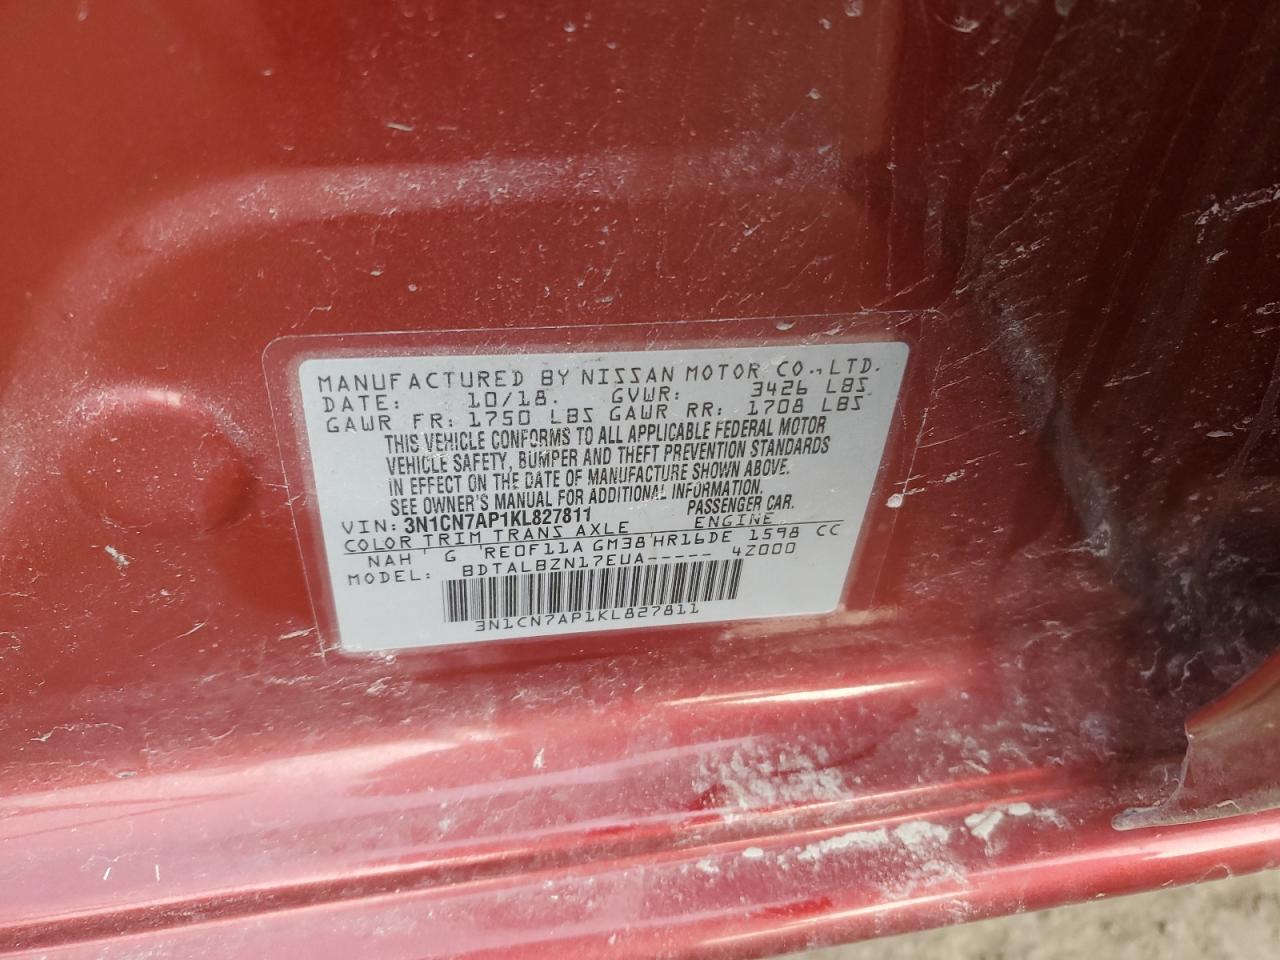 MANUFACTURED BY NISSAN MOTOR CO.,LTD.
DATE: 10/18. GVWR: 3426 LBS
GAWR FR: 1750 LBS GAWR RR: 1708 LBS
THIS VEHICLE CONFORMS TO ALL APPLICABLE FEDERAL MOTOR
VEHICLE SAFETY, BUMPER AND THEFT PREVENTION STANDARDS
IN EFFECT ON THE DATE OF MANUFACTURE SHOWN ABOVE.
SEE OWNER'S MANUAL FOR ADDITIONAL INFORMATION.
VIN: 3N1CN7AP1KL827811 PASSENGER CAR.
COLOR TRIM TRANS AXLE ENGINE
NAH G RE0F11A GM38 HR16DE 1598 CC
MODEL: BDTALBZN17EUA----- 4Z000
3N1CN7AP1KL827811